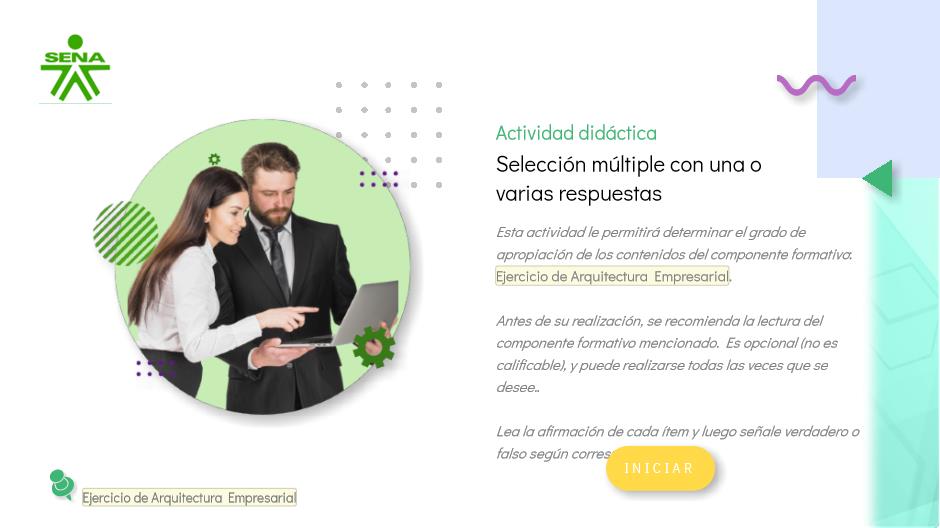 SENA
Actividad didáctica
Selección múltiple con una o
varias respuestas
Esta actividad le permitirá determinar el grado de
apropiación de los contenidos del componente formativo:
Ejercicio de Arquitectura Empresarial.
Antes de su realización, se recomienda la lectura del
componente formativo mencionado. Es opcional (no es
calificable), y puede realizarse todas las veces que se
desee..
Lea la afirmación de cada ítem y luego señale verdadero o
falso según
INICIAR
Ejercicio de Arquitectura Empresarial